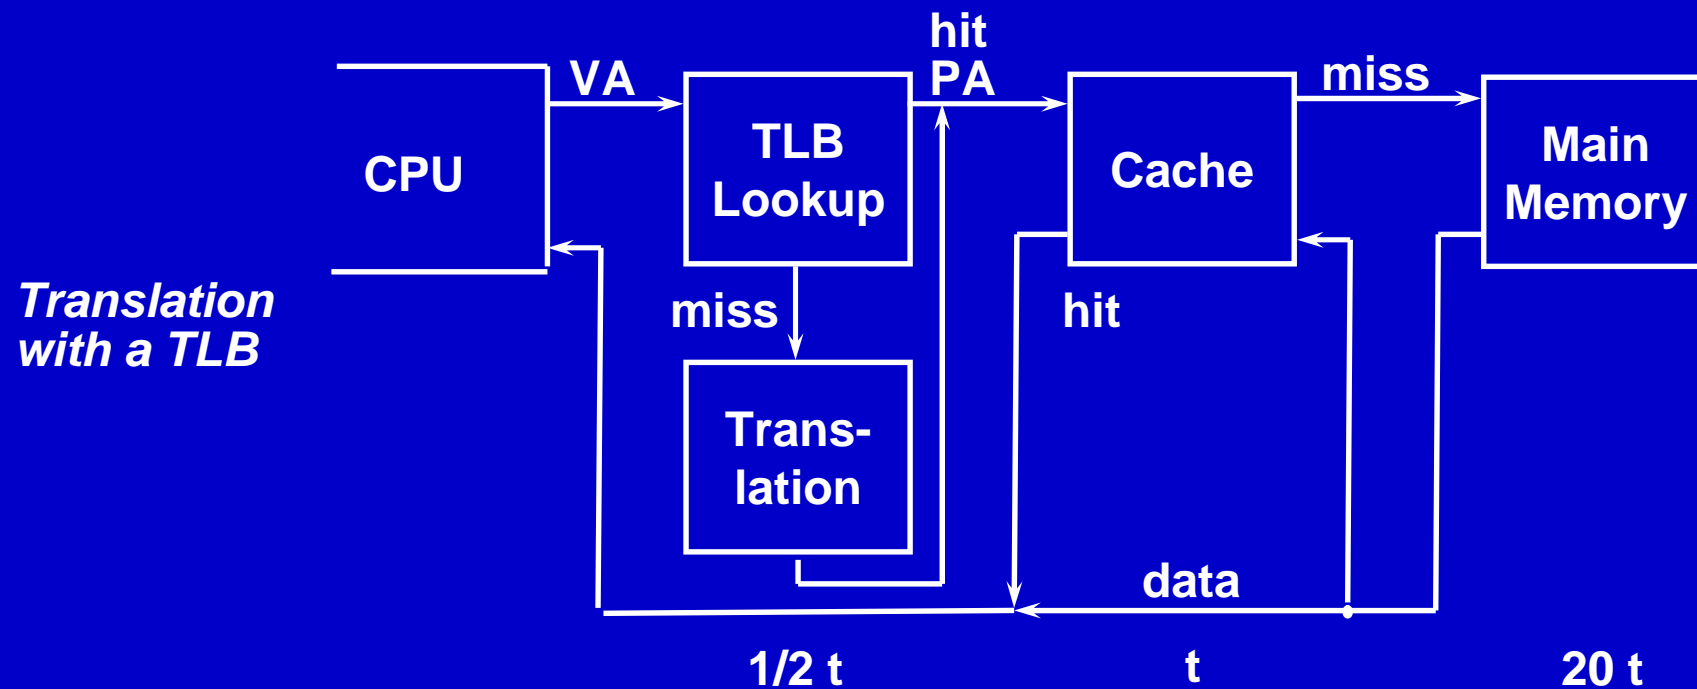 hit
VA
PA
miss
CPU
TLB
Lookup
Cache
Main
Memory
Translation
with a TLB
miss
hit
Trans-
lation
data
1/2 t
t
20 t